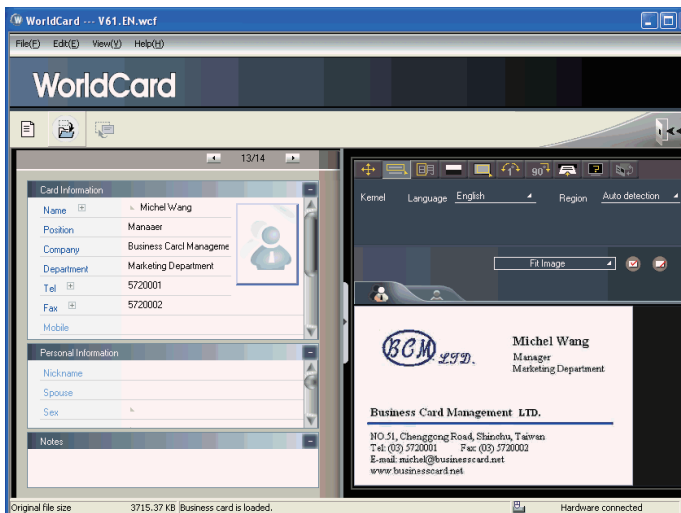 WorldCard --- V61.EN.wcf
File(F) Edit(E) View(V) Help(H)
WorldCard
13/14
Card Information
Name Michel Wang
Position Manaaer
Company Business Carcl Manageme
Department Marketing Department
Tel 5720001
Fax 5720002
Mobile
Personal Information
Nickname
Spouse
Sex
Notes
90°
Kernel Language English Region Auto detection
Fit Image
BCM LTD.
Michel Wang
Manager
Marketing Department
Business Card Management LTD.
NO.51, Chenggong Road, Shinchu, Taiwan
Tel: (03) 5720001 Fax: (03) 5720002
E-mail: michel@businesscard.net
www.businesscard.net
Original file size 3715.37 KB Business card is loaded. Hardware connected